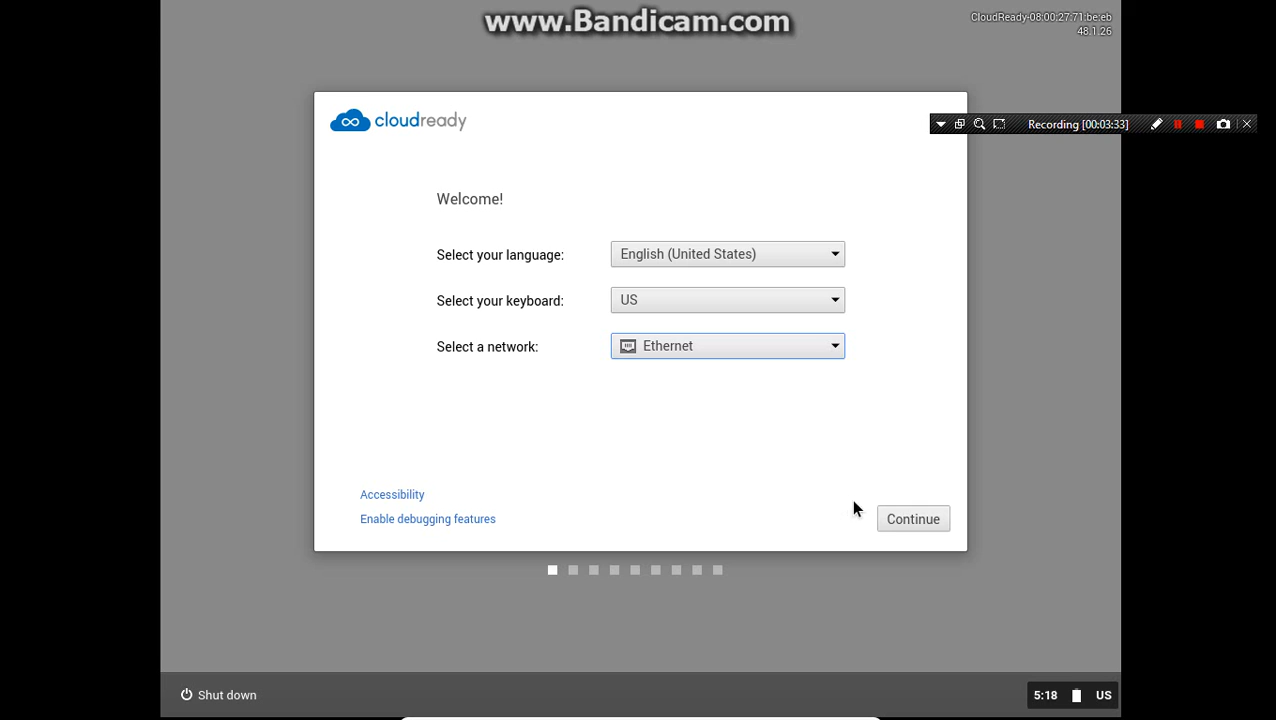 www.Bandicam.com
CloudReady-08:00:27:71:be:eb
48.1.26
cloudready
Recording [00:03:33]
Welcome!
Select your language: English (United States)
Select your keyboard: US
Select a network: Ethernet
Accessibility
Enable debugging features
Continue
Shut down
5:18 US